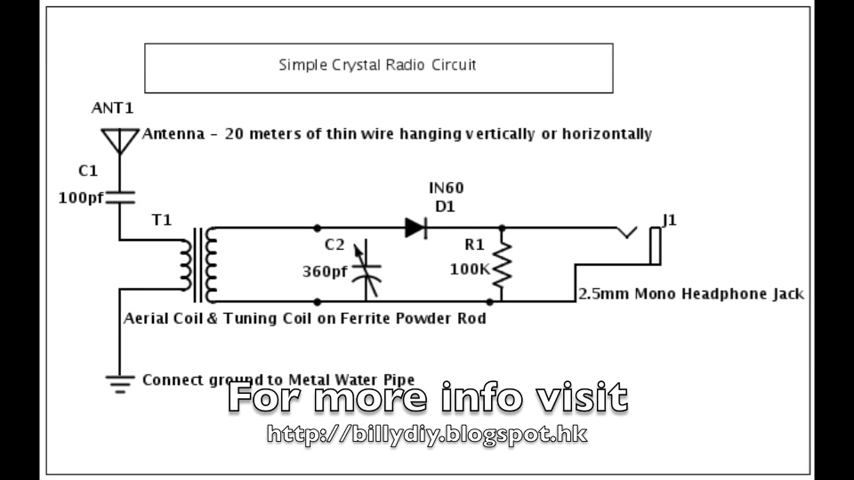 Simple Crystal Radio Circuit
ANT1
Antenna - 20 meters of thin wire hanging vertically or horizontally
C1
100pf
T1
IN60
D1
C2
360pf
R1
100K
J1
2.5mm Mono Headphone Jack
Aerial Coil & Tuning Coil on Ferrite Powder Rod
Connect ground to Metal Water Pipe
For more info visit
http://billydiy.blogspot.hk